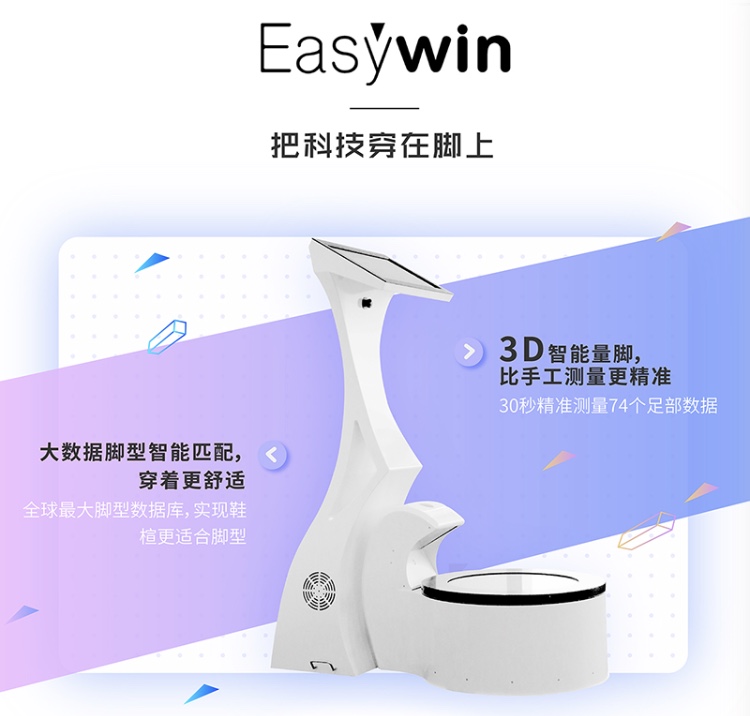 Easywin
把科技穿在脚上
3D智能量脚,
比手工测量更精准
30秒精准测量74个足部数据
大数据脚型智能匹配,
穿着更舒适
全球最大脚型数据库,实现鞋
楦更适合脚型